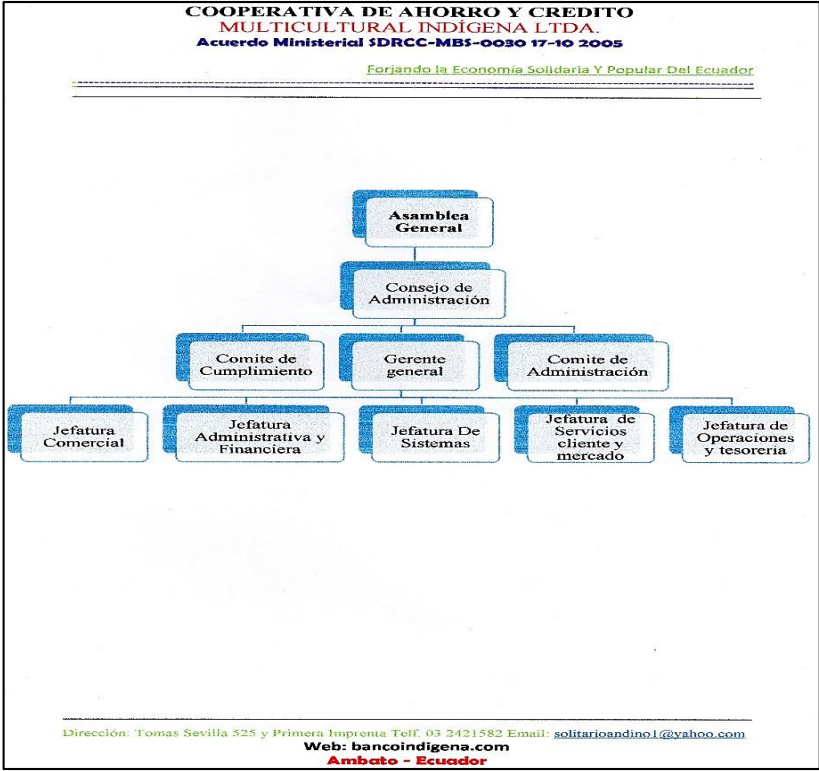 COOPERATIVA DE AHORRO Y CREDITO
MULTICULTURAL INDÍGENA LTDA.
Acuerdo Ministerial SDRCC-MBS-0030 17-10 2005
Forjando la Economía Solidaria Y Popular Del Ecuador
Asamblea
General
Consejo de
Administración
Comite de
Cumplimiento
Gerente
general
Comite de
Administración
Jefatura
Comercial
Jefatura
Administrativa y
Financiera
Jefatura De
Sistemas
Jefatura de
Servicios
cliente y
mercado
Jefatura de
Operaciones
y tesoreria
Dirección: Tomas Sevilla 525 y Primera Imprenta Telf. 03 2421582 Email: solitarioandino1@yahoo.com
Web: bancoindigena.com
Ambato - Ecuador